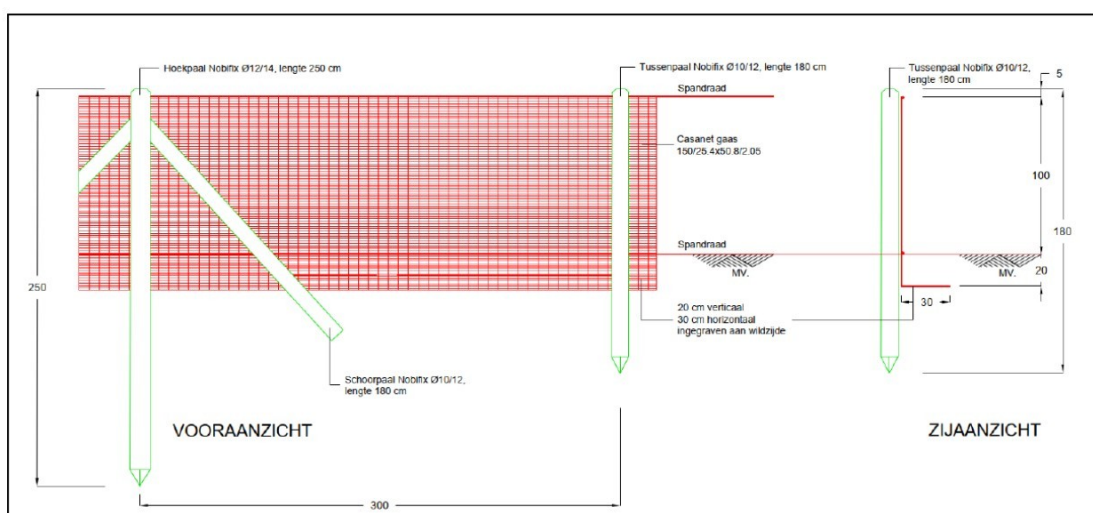 Hoekpaal Nobifix Ø12/14, lengte 250 cm
Tussenpaal Nobifix Ø10/12, lengte 180 cm
Tussenpaal Nobifix Ø10/12,
lengte 180 cm
5
Spandraad
Casanet gaas
150/25.4x50.8/2.05
100
180
Spandraad
MV.
MV.
20
250
30
20 cm verticaal
30 cm horizontaal
ingegraven aan wildzijde
Schoorpaal Nobifix Ø10/12,
lengte 180 cm
VOORAANZICHT
ZIJAANZICHT
300